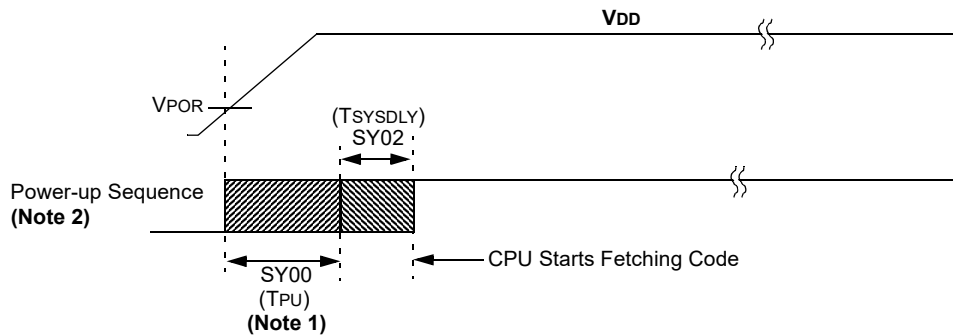 VDD
VPOR
(TSYSDLY)
SY02
Power-up Sequence
(Note 2)
CPU Starts Fetching Code
SY00
(TPU)
(Note 1)